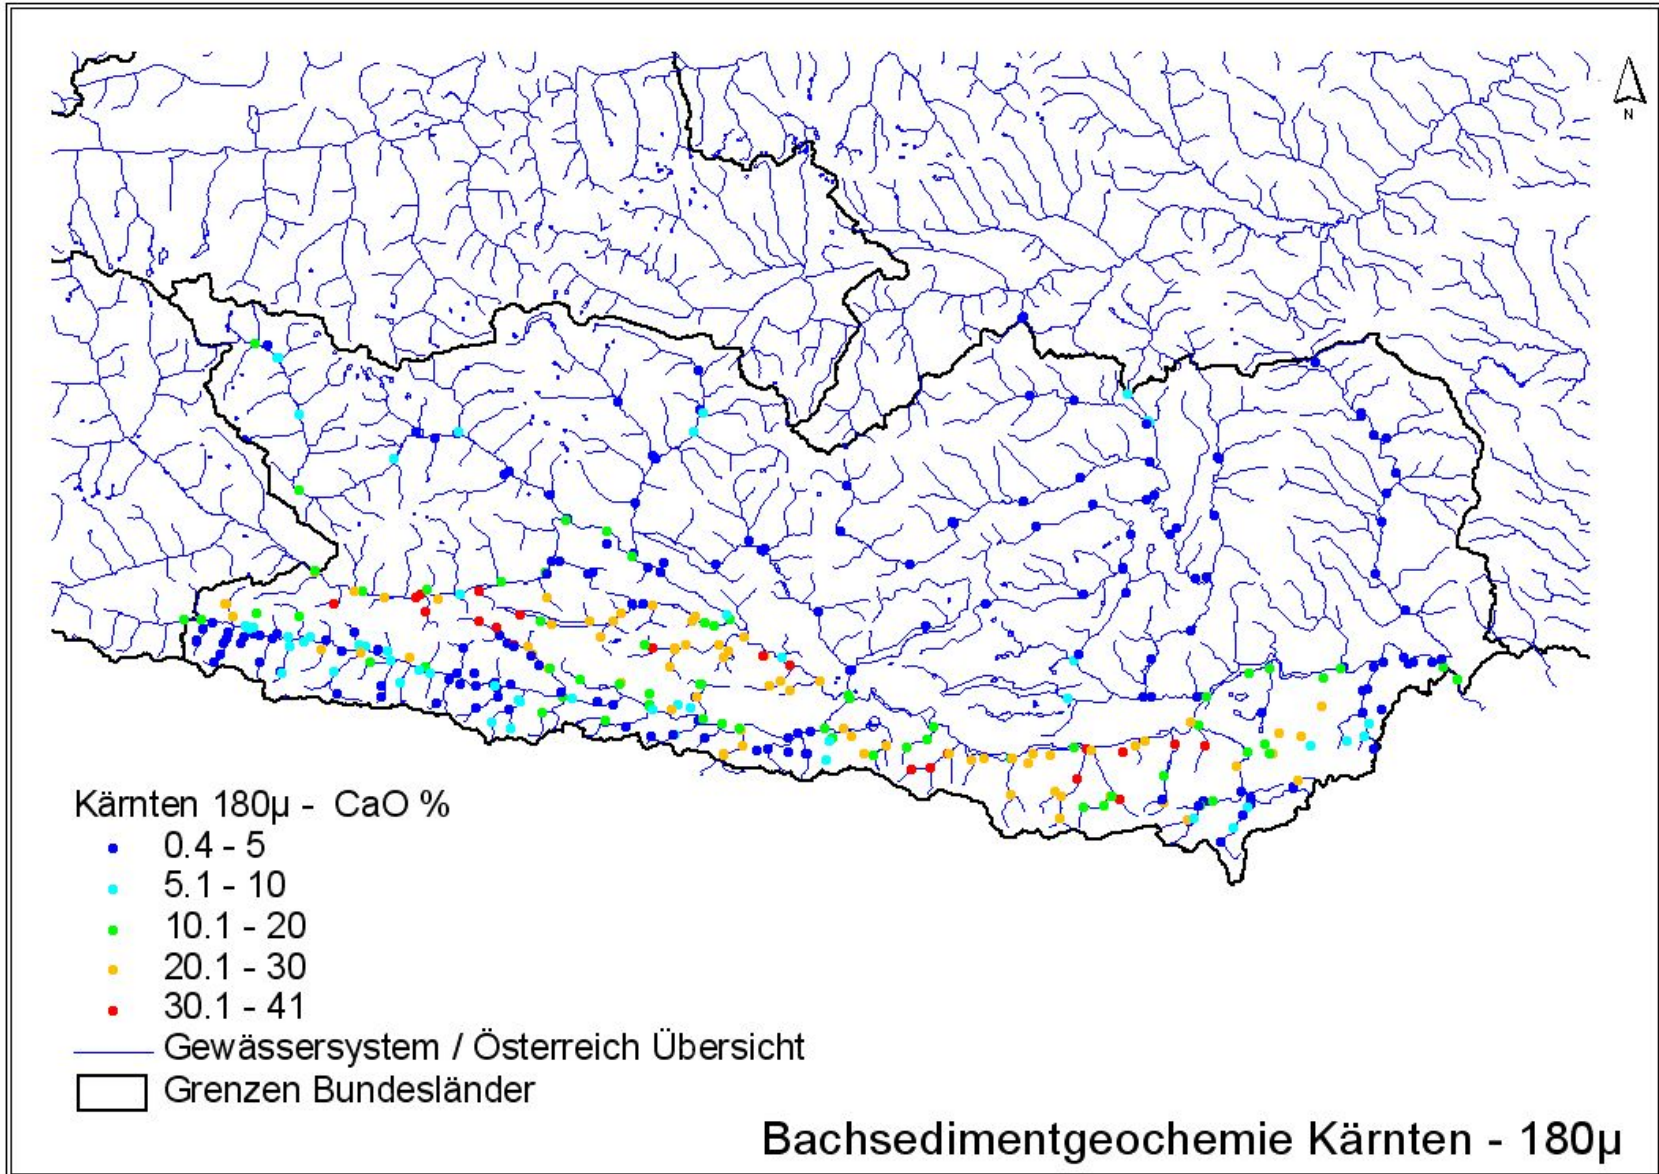 N
Kärnten 180µ - CaO %
0.4 - 5
5.1 - 10
10.1 - 20
20.1 - 30
30.1 - 41
Gewässersystem / Österreich Übersicht
Grenzen Bundesländer
Bachsedimentgeochemie Kärnten - 180µ